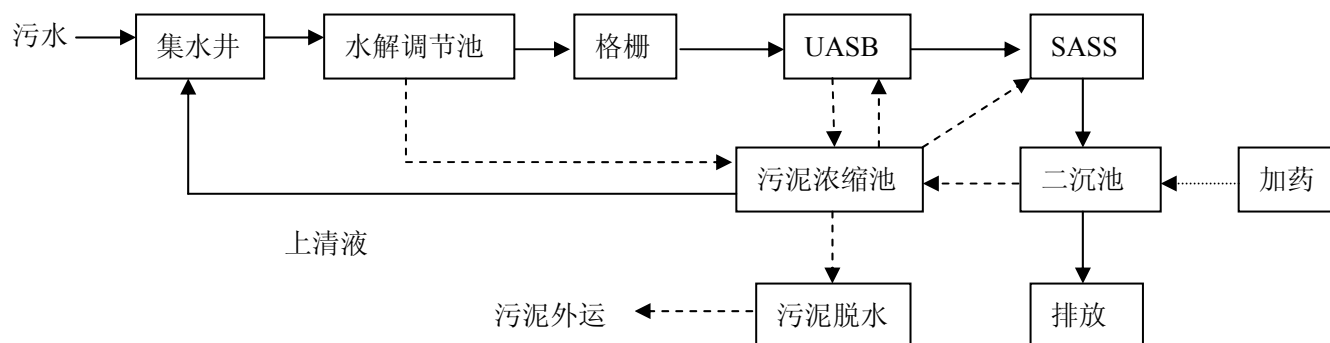 污水
集水井
水解调节池
格栅
UASB
SASS
污泥浓缩池
二沉池
加药
上清液
污泥外运
污泥脱水
排放